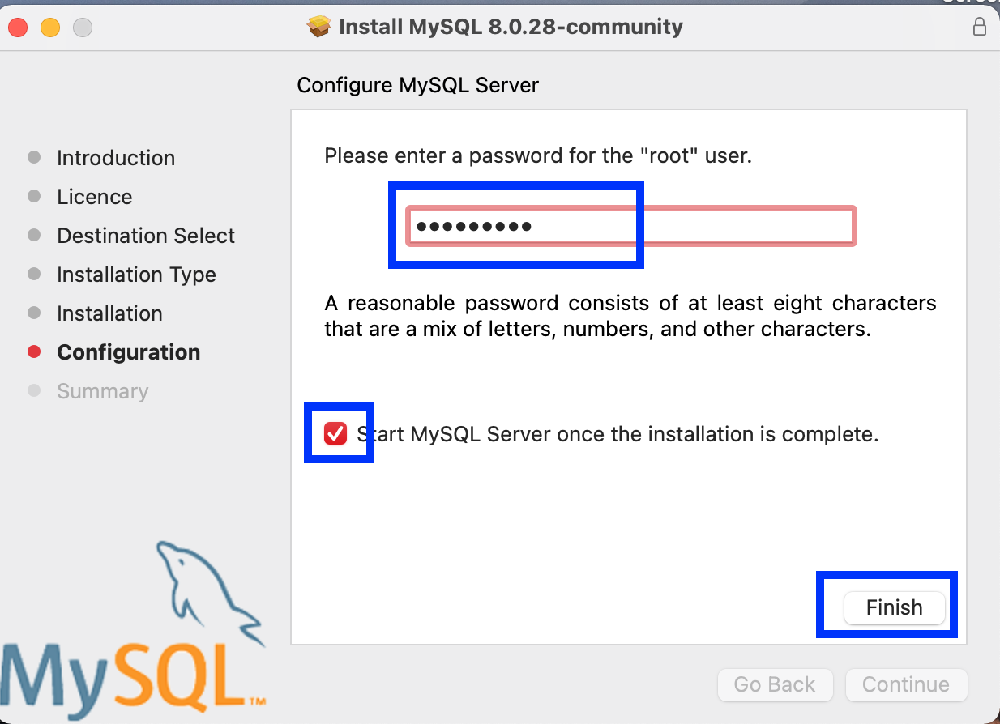 Install MySQL 8.0.28-community
Configure MySQL Server
Introduction
Licence
Destination Select
Installation Type
Installation
Configuration
Summary
Please enter a password for the "root" user.
•••••••••
A reasonable password consists of at least eight characters
that are a mix of letters, numbers, and other characters.
Start MySQL Server once the installation is complete.
Finish
MySQL™
Go Back
Continue